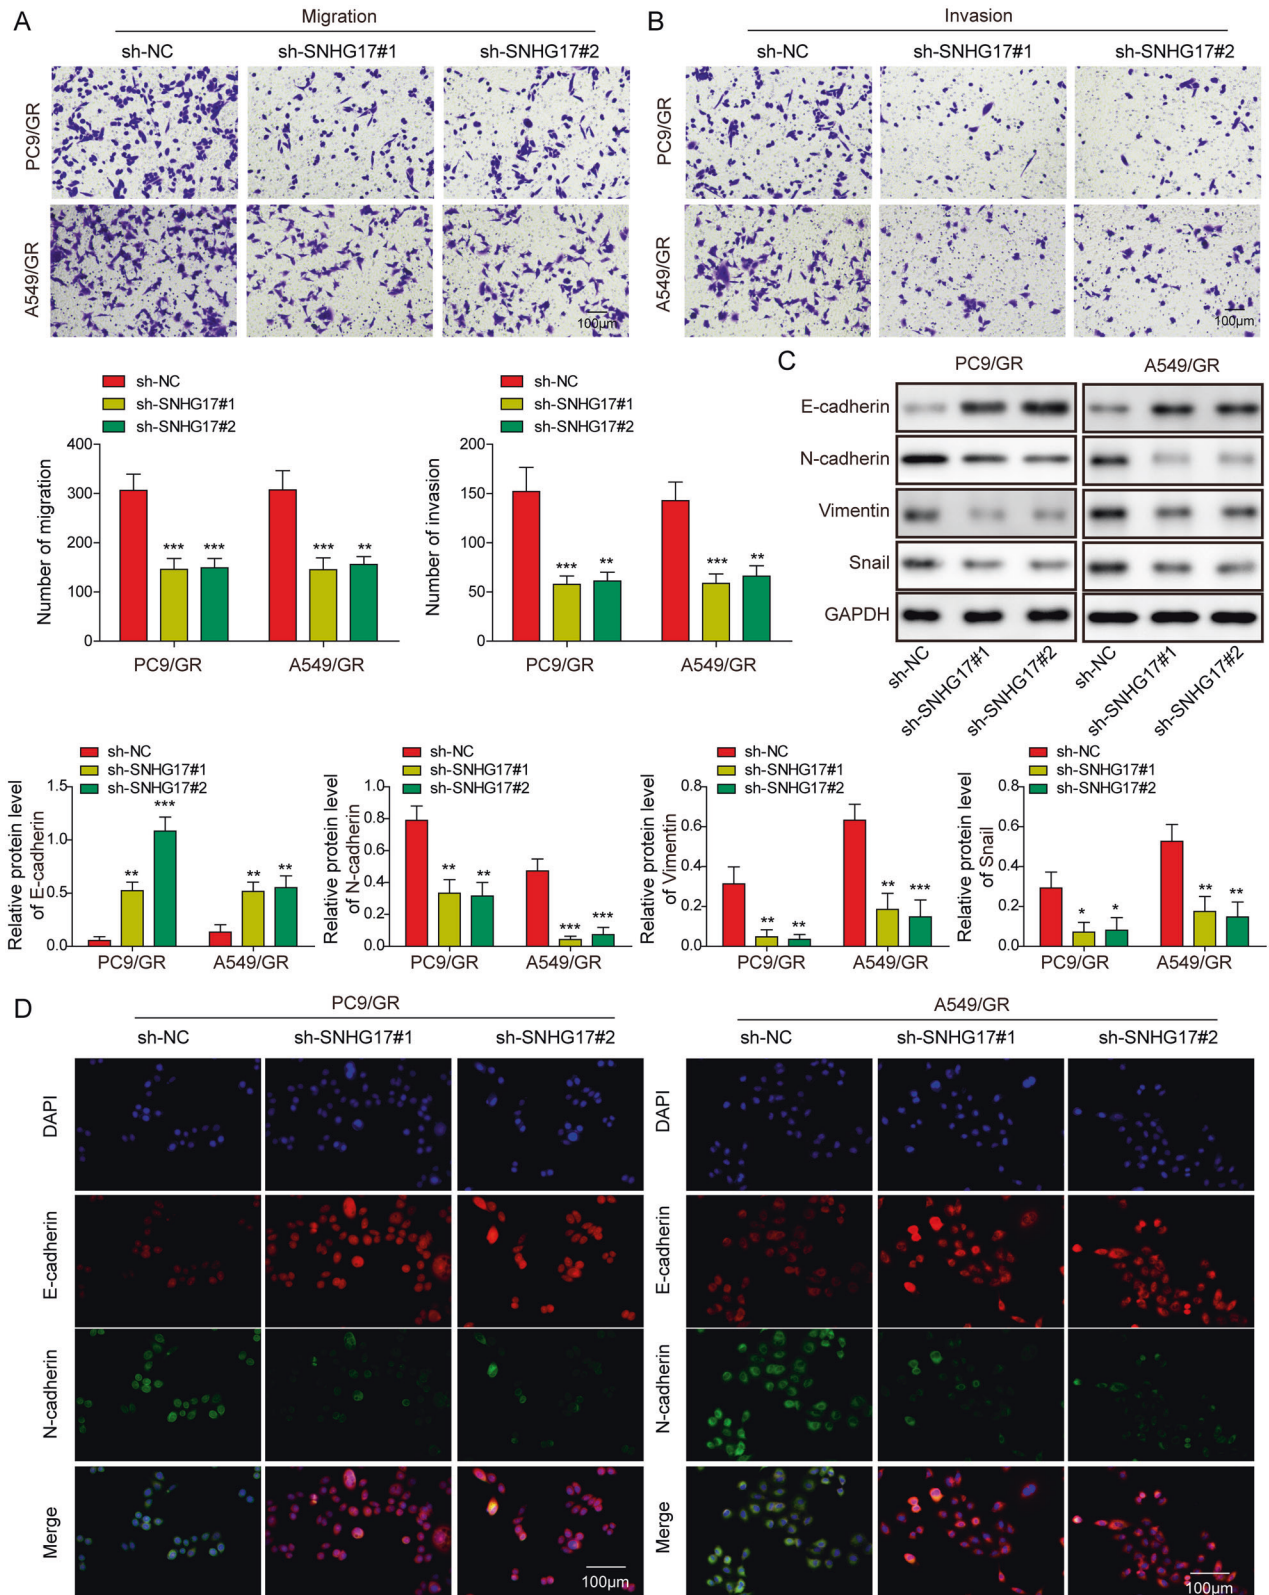 A
Migration
sh-NC sh-SNHG17#1 sh-SNHG17#2
PC9/GR
A549/GR
100μm
B
Invasion
sh-NC sh-SNHG17#1 sh-SNHG17#2
PC9/GR
A549/GR
100μm
sh-NC
sh-SNHG17#1
sh-SNHG17#2
Number of migration
400
300
200
100
0
*** *** *** **
PC9/GR A549/GR
sh-NC
sh-SNHG17#1
sh-SNHG17#2
Number of invasion
200
150
100
50
0
*** ** *** **
PC9/GR A549/GR
C
PC9/GR A549/GR
E-cadherin
N-cadherin
Vimentin
Snail
GAPDH
sh-NC sh-SNHG17#1 sh-SNHG17#2 sh-NC sh-SNHG17#1 sh-SNHG17#2
sh-NC
sh-SNHG17#1
sh-SNHG17#2
Relative protein level
of E-cadherin
1.5
1.0
0.5
0.0
** *** ** **
PC9/GR A549/GR
sh-NC
sh-SNHG17#1
sh-SNHG17#2
Relative protein level
of N-cadherin
1.0
0.8
0.6
0.4
0.2
0.0
** ** *** ***
PC9/GR A549/GR
sh-NC
sh-SNHG17#1
sh-SNHG17#2
Relative protein level
of Vimentin
0.8
0.6
0.4
0.2
0.0
** ** ** ***
PC9/GR A549/GR
sh-NC
sh-SNHG17#1
sh-SNHG17#2
Relative protein level
of Snail
0.8
0.6
0.4
0.2
0.0
* * ** **
PC9/GR A549/GR
D
PC9/GR
sh-NC sh-SNHG17#1 sh-SNHG17#2
DAPI
E-cadherin
N-cadherin
Merge
100μm
A549/GR
sh-NC sh-SNHG17#1 sh-SNHG17#2
DAPI
E-cadherin
N-cadherin
Merge
100μm